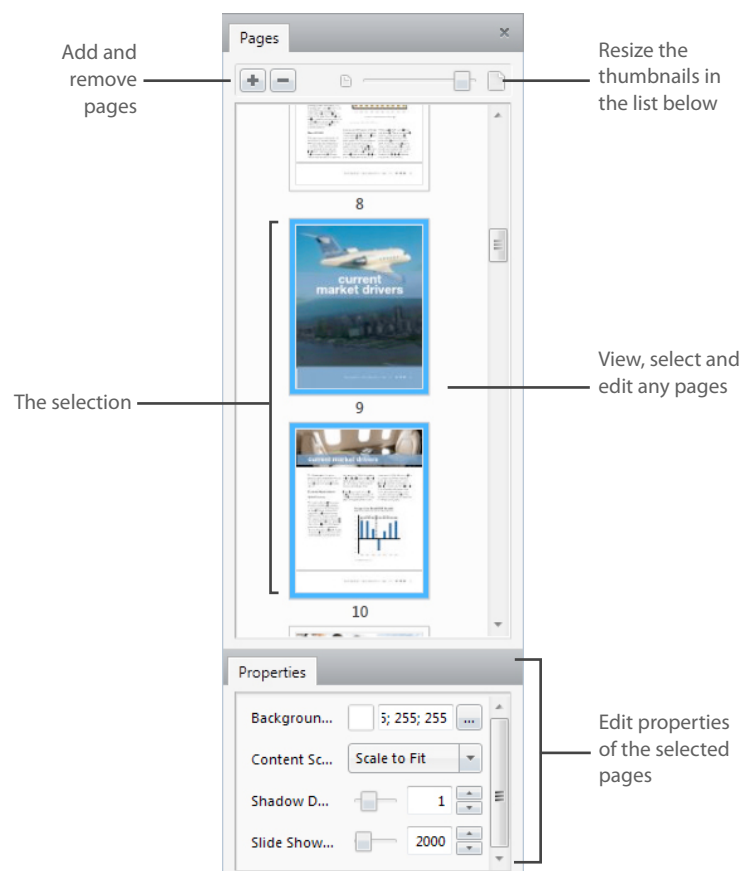 Pages
Add and
remove
pages
Resize the
thumbnails in
the list below
8
current
market drivers
9
The selection
View, select and
edit any pages
current market drivers
10
Properties
Backgroun...
5; 255; 255
...
Content Sc...
Scale to Fit
Shadow D...
1
Slide Show...
2000
Edit properties
of the selected
pages